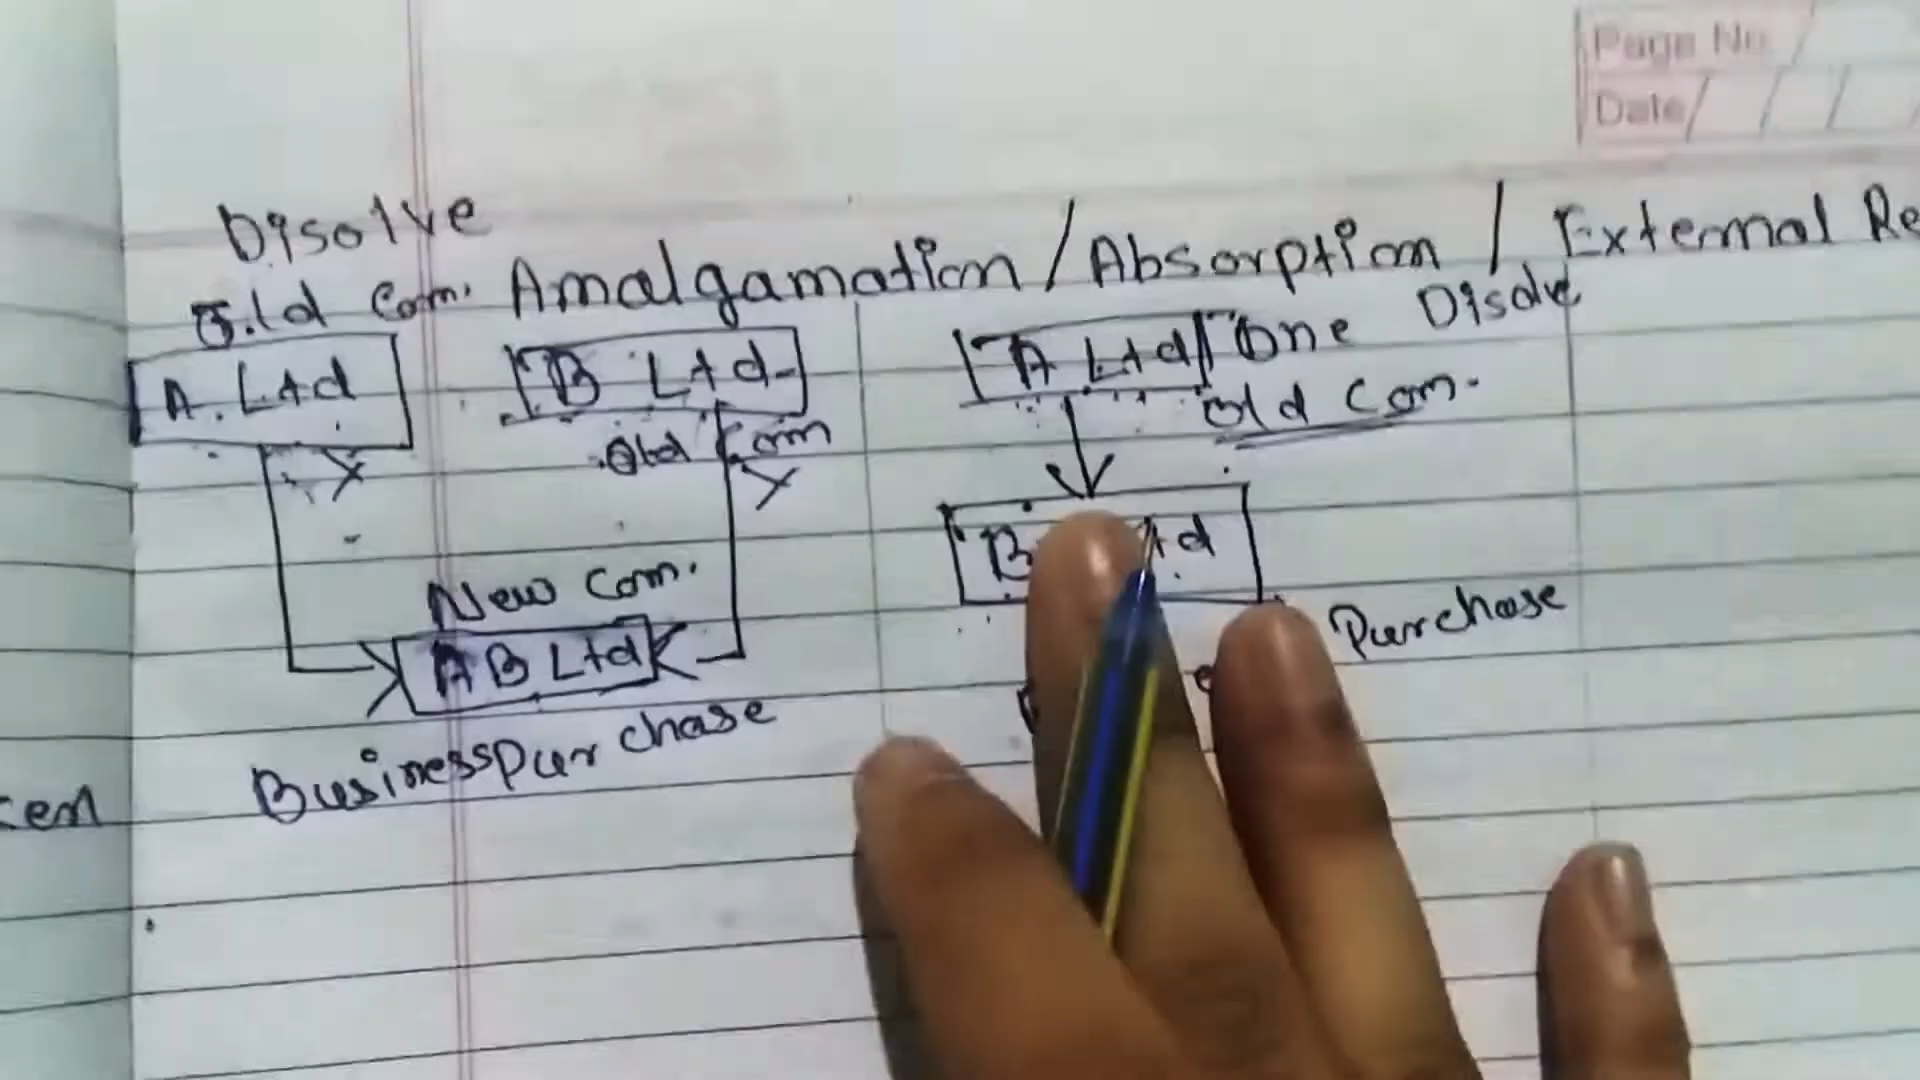 Page No.
Date
Disolve
Old Com. Amalgamation / Absorption / External Re
A. Ltd
B Ltd
A Ltd One Disolve
Old Com.
Old Com
B Ltd
New Com.
AB Ltd
Purchase
Business purchase